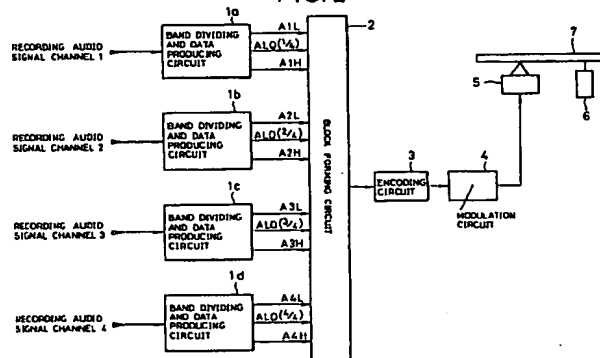 1a
A1L
RECORDING AUDIO
SIGNAL CHANNEL 1
BAND DIVIDING
AND DATA
PRODUCING
CIRCUIT
ALO(1/4)
A1H
2
7
5
6
1b
A2L
RECORDING AUDIO
SIGNAL CHANNEL 2
BAND DIVIDING
AND DATA
PRODUCING
CIRCUIT
ALO(2/4)
A2H
BLOCK FORMING CIRCUIT
3
4
ENCODING
CIRCUIT
MODULATION
CIRCUIT
1c
A3L
RECORDING AUDIO
SIGNAL CHANNEL 3
BAND DIVIDING
AND DATA
PRODUCING
CIRCUIT
ALO(3/4)
A3H
1d
A4L
RECORDING AUDIO
SIGNAL CHANNEL 4
BAND DIVIDING
AND DATA
PRODUCING
CIRCUIT
ALO(4/4)
A4H